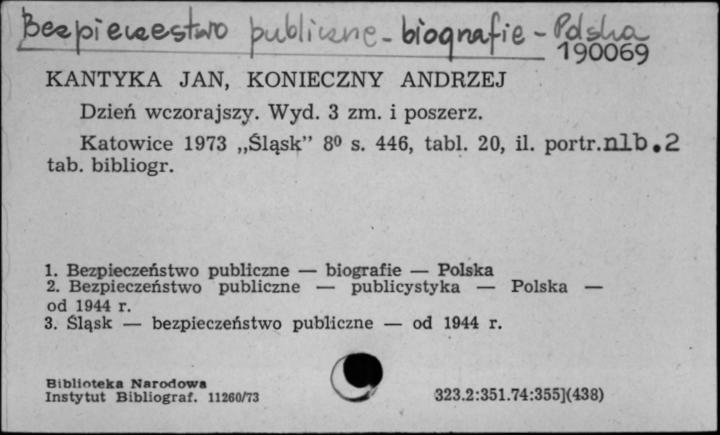 Bezpieczeństwo publiczne - biografie - Polska
190069
KANTYKA JAN, KONIECZNY ANDRZEJ
Dzień wczorajszy. Wyd. 3 zm. i poszerz.
Katowice 1973 „Śląsk” 8⁰ s. 446, tabl. 20, il. portr.nlb.2
tab. bibliogr.
1. Bezpieczeństwo publiczne — biografie — Polska
2. Bezpieczeństwo publiczne — publicystyka — Polska —
od 1944 r.
3. Śląsk — bezpieczeństwo publiczne — od 1944 r.
Biblioteka Narodowa
Instytut Bibliograf. 11260/73
323.2:351.74:355](438)